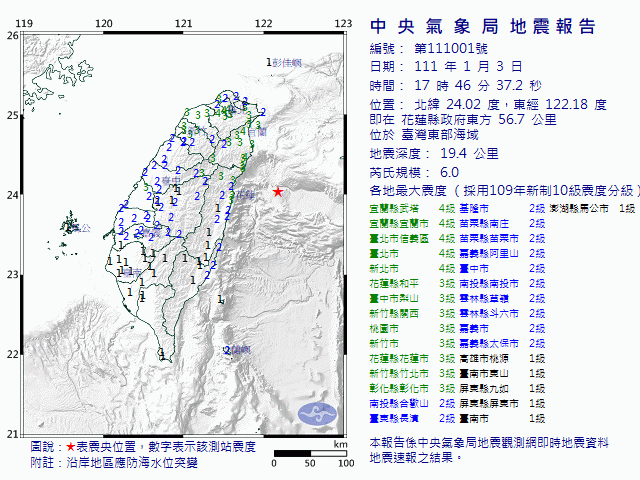 中央氣象局地震報告
編號： 第111001號
日期： 111 年 1 月 3 日
時間： 17 時 46 分 37.2 秒
位置： 北緯 24.02 度，東經 122.18 度
即在 花蓮縣政府東方 56.7 公里
位於 臺灣東部海域
地震深度： 19.4 公里
芮氏規模： 6.0
各地最大震度（採用109年新制10級震度分級）
宜蘭縣武塔 4級 基隆市 2級 澎湖縣馬公市 1級
宜蘭縣宜蘭市 4級 苗栗縣南庄 2級
臺北市信義區 4級 苗栗縣苗栗市 2級
臺北市 4級 嘉義縣阿里山 2級
新北市 4級 臺中市 2級
花蓮縣和平 3級 南投縣南投市 2級
臺中市梨山 3級 雲林縣草嶺 2級
新竹縣關西 3級 雲林縣斗六市 2級
桃園市 3級 嘉義市 2級
新竹市 3級 嘉義縣太保市 2級
花蓮縣花蓮市 3級 高雄市桃源 1級
新竹縣竹北市 3級 臺南市東山 1級
彰化縣彰化市 3級 屏東縣九如 1級
南投縣合歡山 2級 屏東縣屏東市 1級
臺東縣長濱 2級 臺南市 1級
本報告係中央氣象局地震觀測網即時地震資料
地震速報之結果。
119 120 121 122 123
26
彭佳嶼
25
宜蘭
臺中
24
23
蘭嶼
22
21
圖說：★表震央位置，數字表示該測站震度
附註：沿岸地區應防海水位突變
km
0 50 100